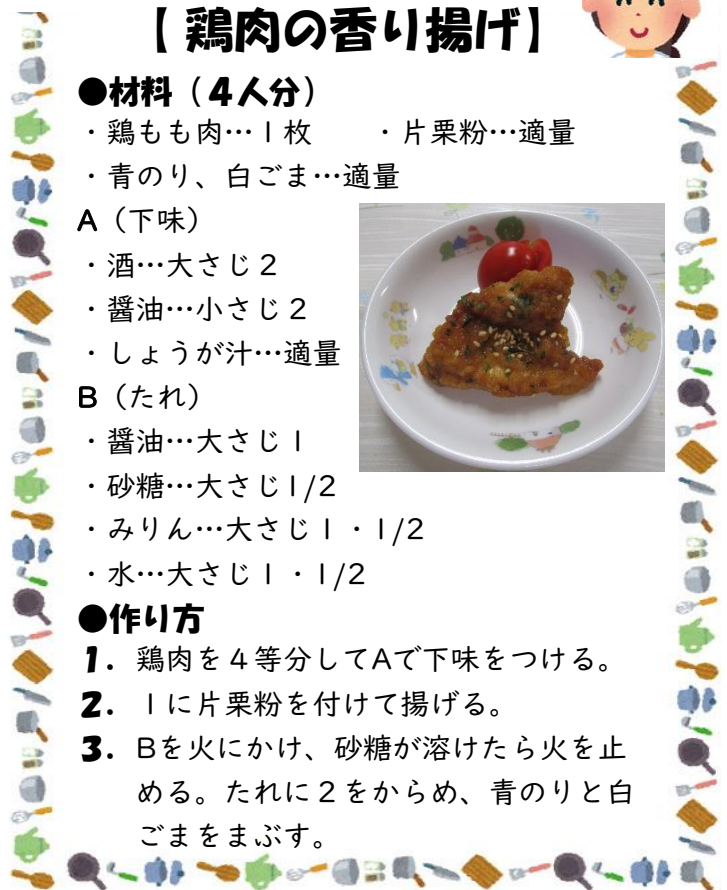 【 鶏肉の香り揚げ】
●材料（４人分）
・鶏もも肉…１枚　　・片栗粉…適量
・青のり、白ごま…適量
A（下味）
・酒…大さじ２
・醤油…小さじ２
・しょうが汁…適量
B（たれ）
・醤油…大さじ１
・砂糖…大さじ1/2
・みりん…大さじ１・1/2
・水…大さじ１・1/2
●作り方
1. 鶏肉を４等分してAで下味をつける。
2. １に片栗粉を付けて揚げる。
3. Bを火にかけ、砂糖が溶けたら火を止
める。たれに２をからめ、青のりと白
ごまをまぶす。